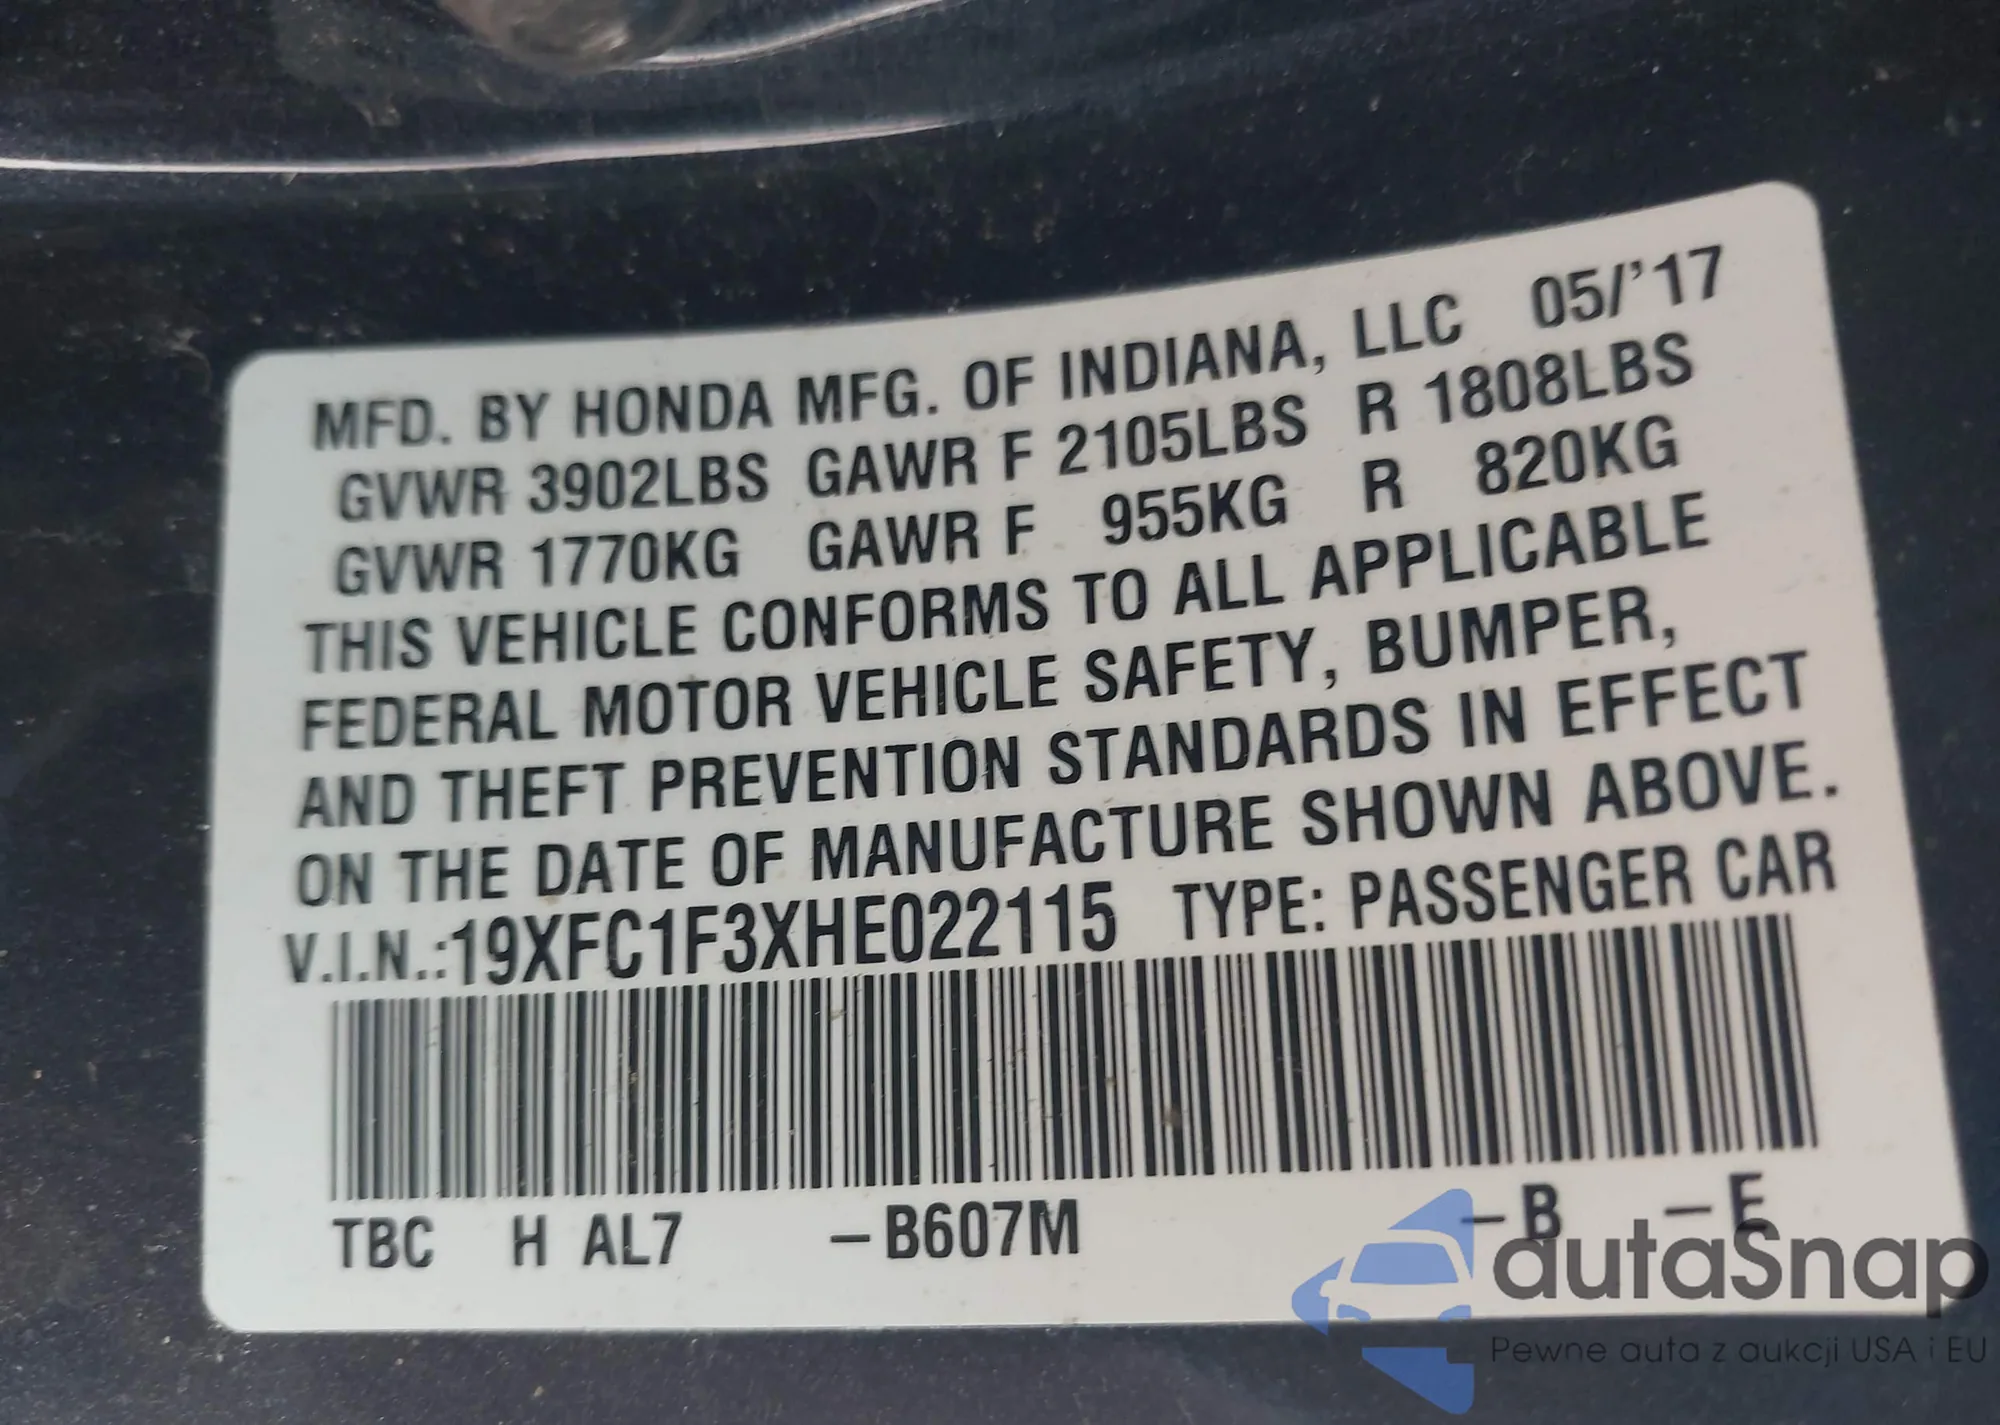 MFD. BY HONDA MFG. OF INDIANA, LLC 05/'17
GVWR 3902LBS GAWR F 2105LBS R 1808LBS
GVWR 1770KG GAWR F 955KG R 820KG
THIS VEHICLE CONFORMS TO ALL APPLICABLE
FEDERAL MOTOR VEHICLE SAFETY, BUMPER,
AND THEFT PREVENTION STANDARDS IN EFFECT
ON THE DATE OF MANUFACTURE SHOWN ABOVE.
V.I.N.:19XFC1F3XHE022115 TYPE: PASSENGER CAR
TBC H AL7 –B607M –B –E
autaSnap
Pewne auta z aukcji USA i EU